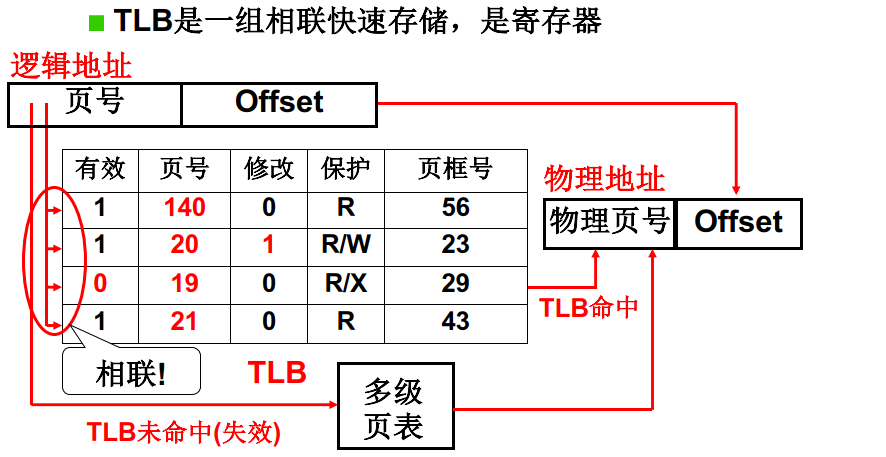 TLB是一组相联快速存储，是寄存器
逻辑地址
页号 Offset
有效 页号 修改 保护 页框号
1 140 0 R 56
1 20 1 R/W 23
0 19 0 R/X 29
1 21 0 R 43
物理地址
物理页号 Offset
TLB命中
相联!
TLB
多级
页表
TLB未命中(失效)